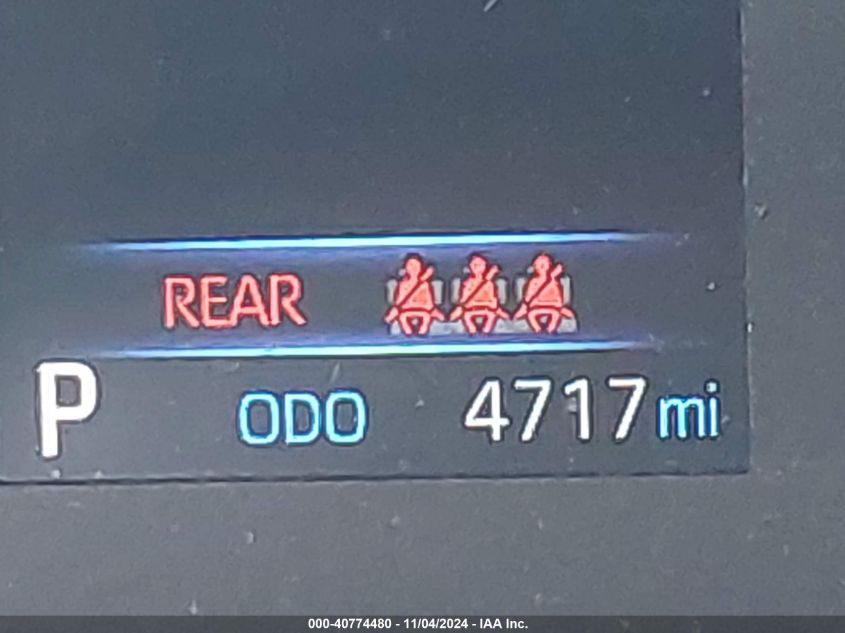 REAR
P ODO 4717 mi
000-40774480 - 11/04/2024 - IAA Inc.